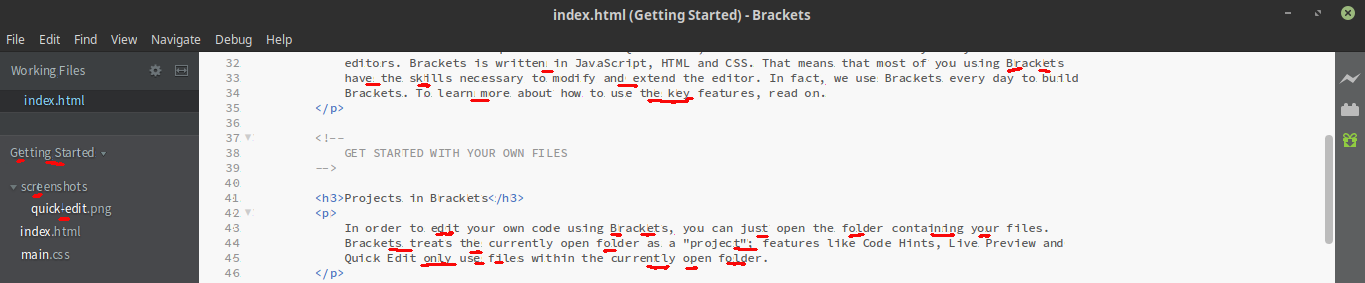 index.html (Getting Started) - Brackets
File Edit Find View Navigate Debug Help
Working Files
index.html
Getting Started
screenshots
quick-edit.png
index.html
main.css
32 editors. Brackets is written in JavaScript, HTML and CSS. That means that most of you using Brackets
33 have the skills necessary to modify and extend the editor. In fact, we use Brackets every day to build
34 Brackets. To learn more about how to use the key features, read on.
35 </p>
36
37 <!--
38 GET STARTED WITH YOUR OWN FILES
39 -->
40
41 <h3>Projects in Brackets</h3>
42 <p>
43 In order to edit your own code using Brackets, you can just open the folder containing your files.
44 Brackets treats the currently open folder as a "project"; features like Code Hints, Live Preview and
45 Quick Edit only use files within the currently open folder.
46 </p>